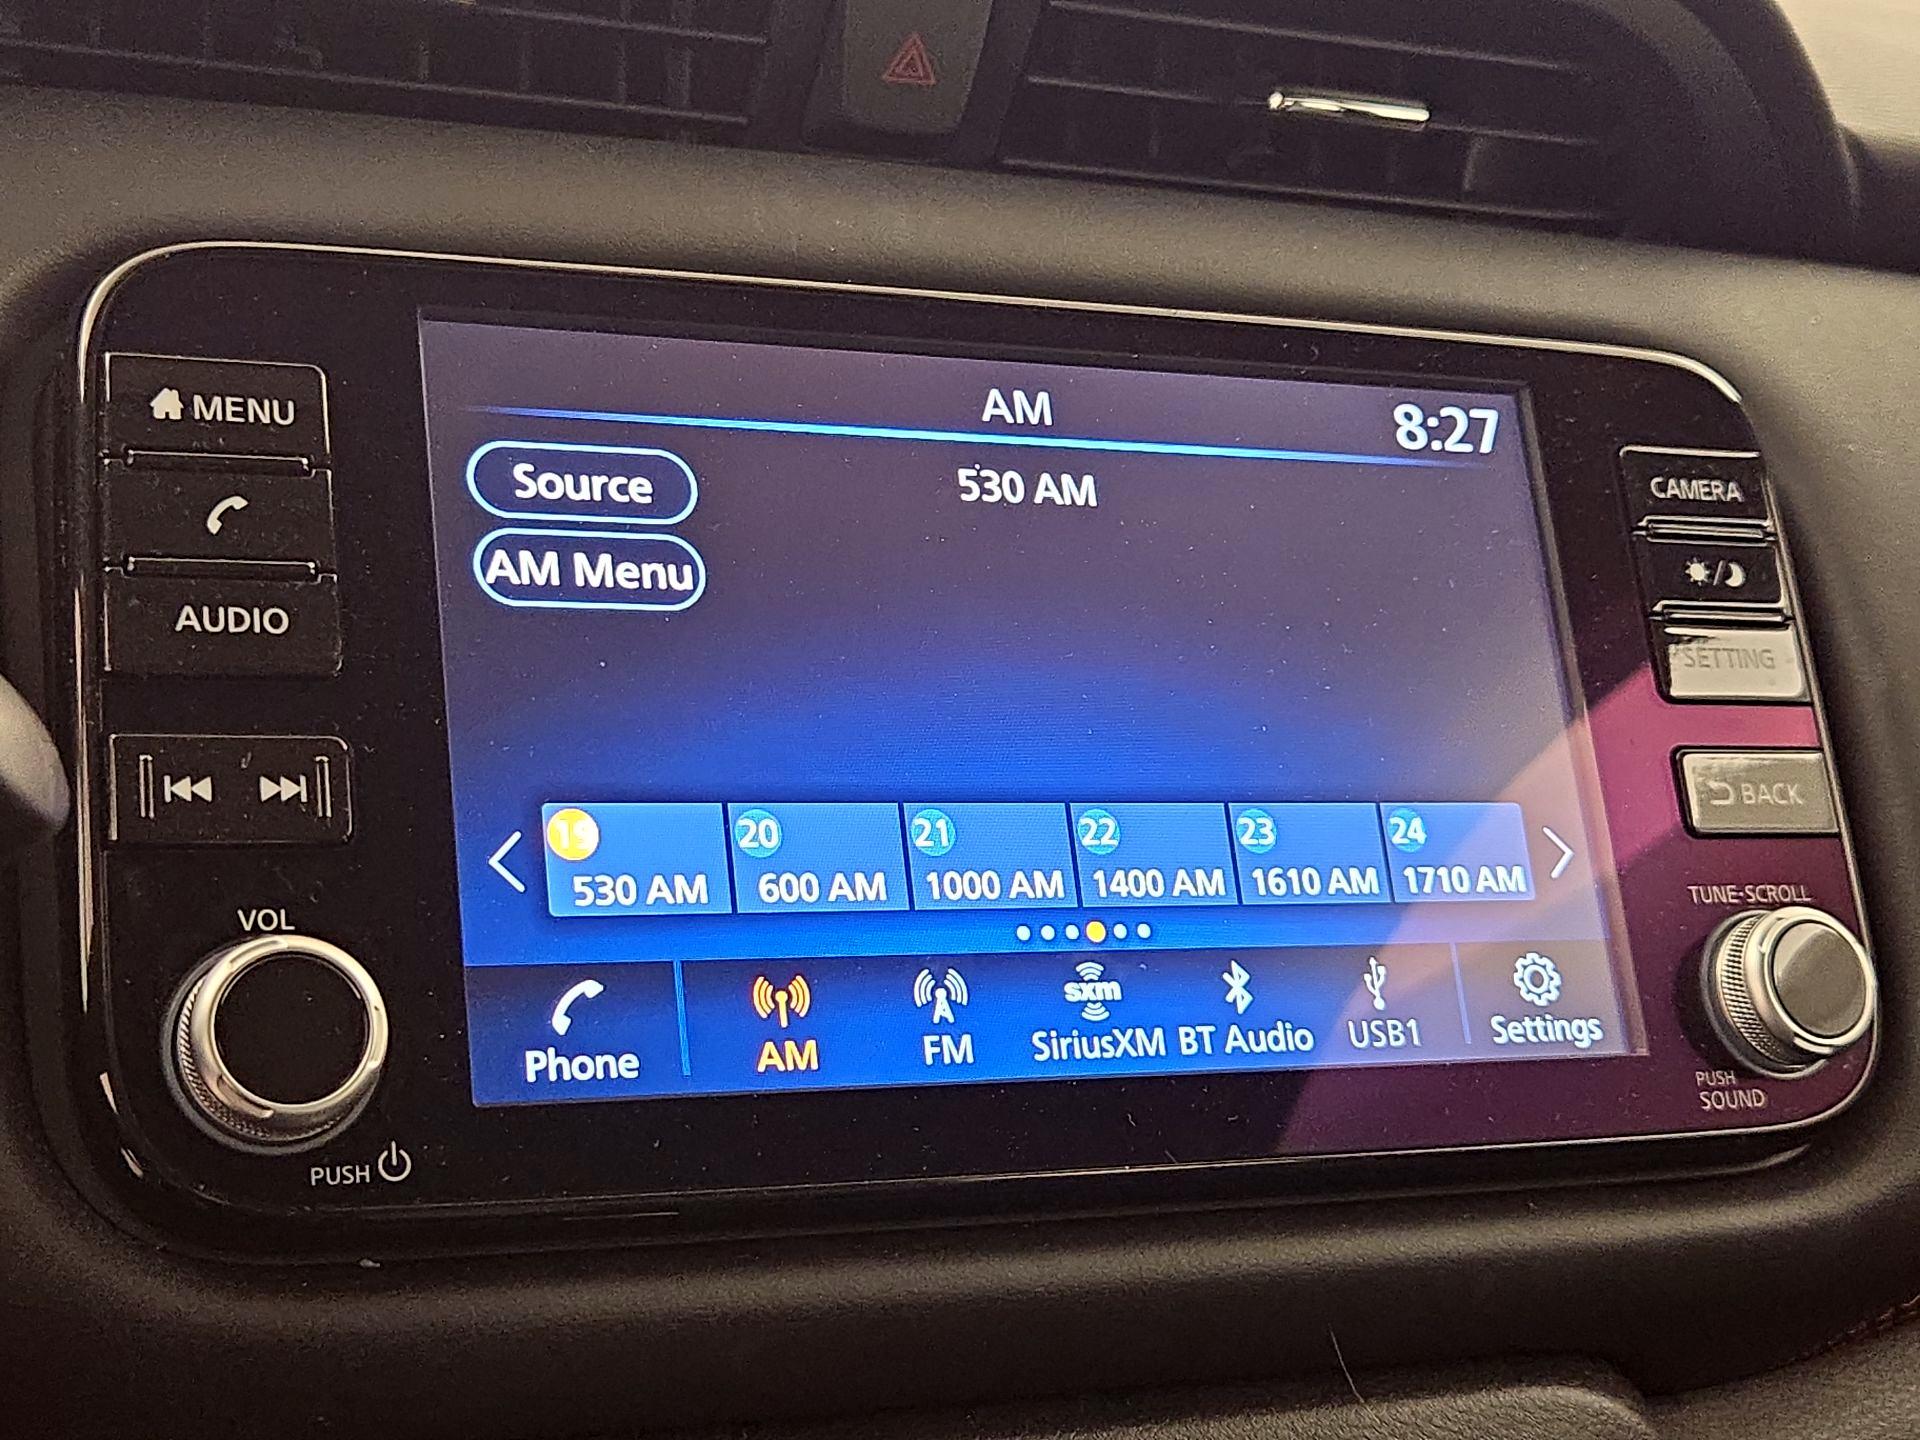 MENU
AUDIO
VOL
PUSH
AM
8:27
Source
530 AM
AM Menu
19
530 AM
20
600 AM
21
1000 AM
22
1400 AM
23
1610 AM
24
1710 AM
Phone
AM
FM
sxm
SiriusXM
BT Audio
USB1
Settings
CAMERA
SETTING
BACK
TUNE-SCROLL
PUSH
SOUND